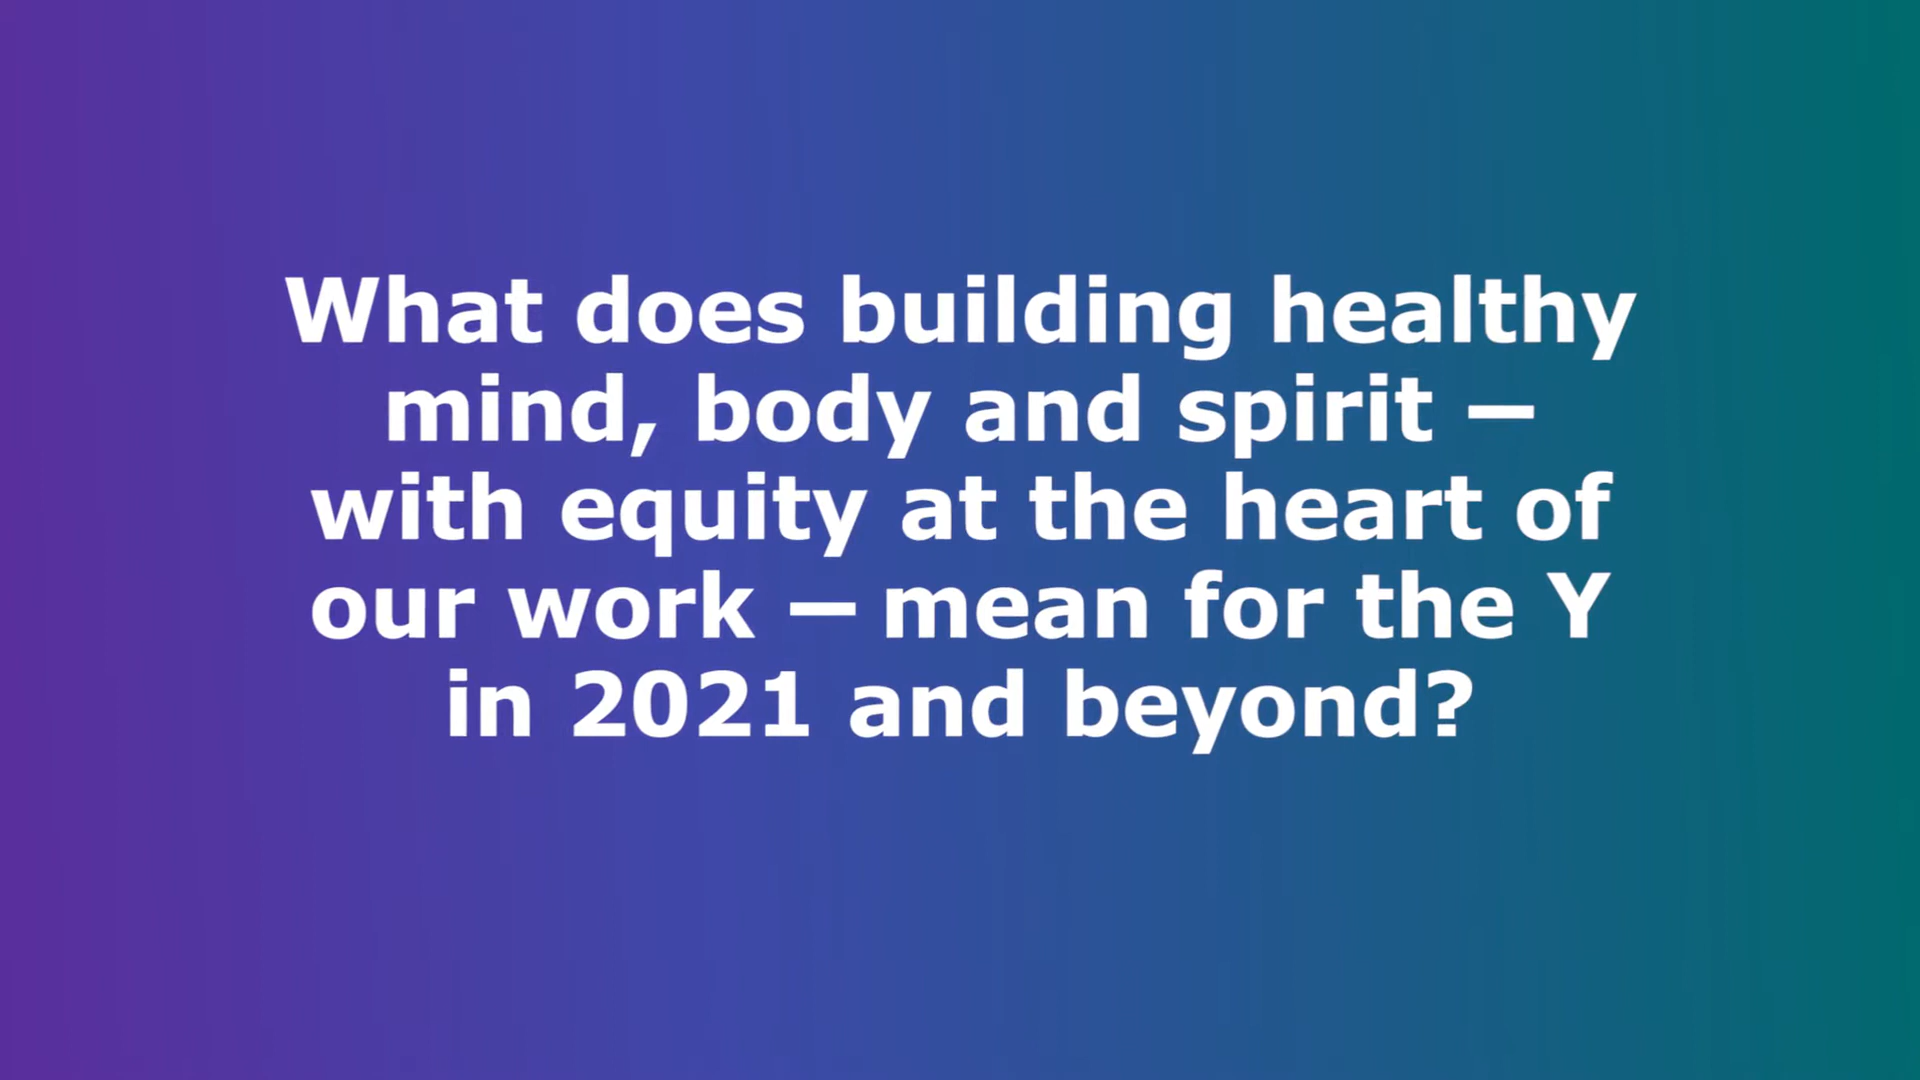 What does building healthy
mind, body and spirit —
with equity at the heart of
our work — mean for the Y
in 2021 and beyond?